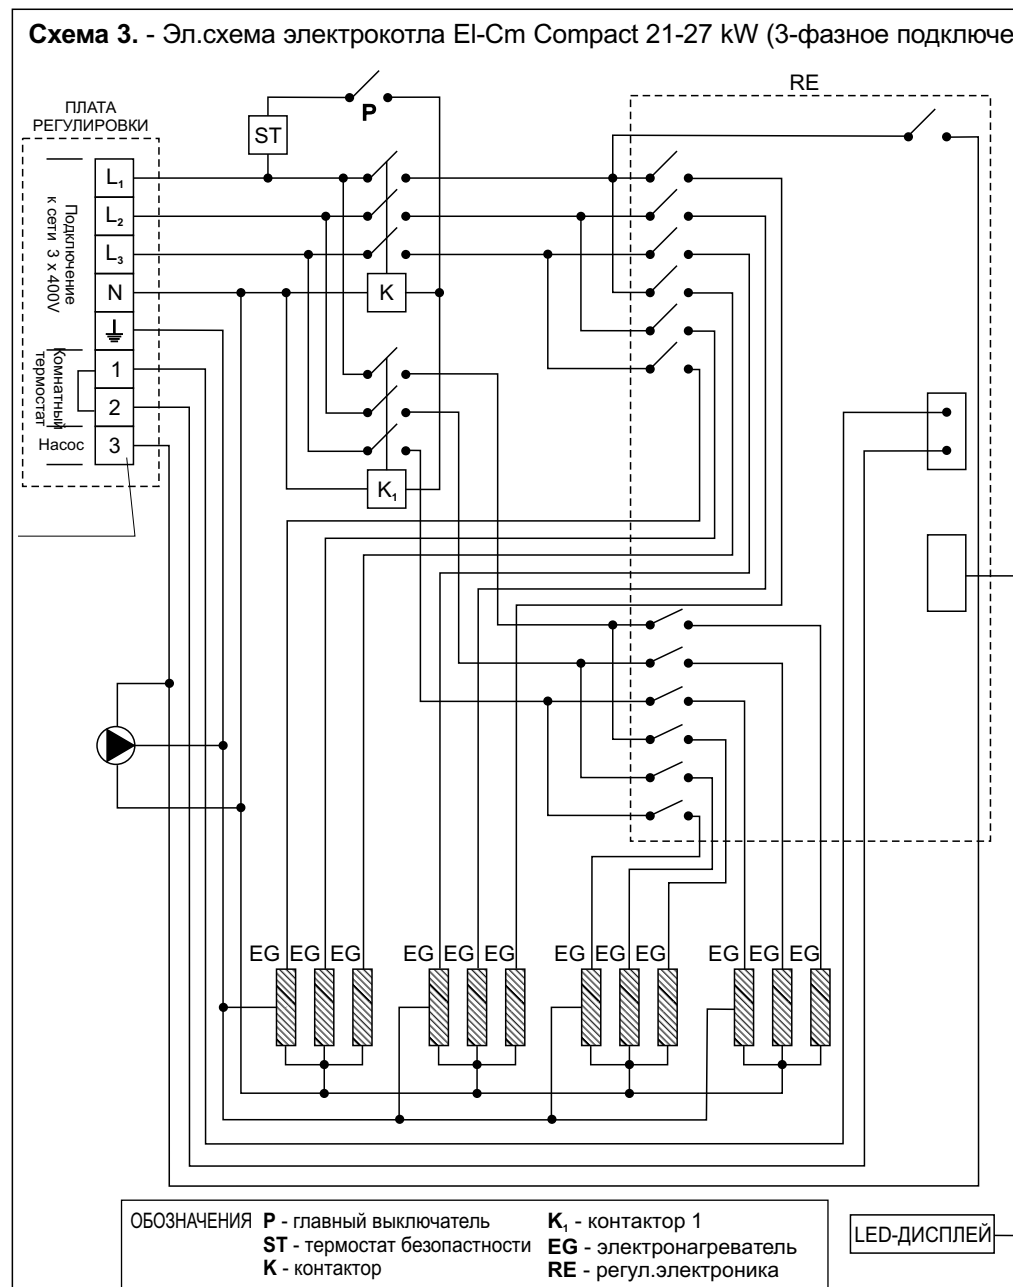 Схема 3. - Эл.схема электрокотла El-Cm Compact 21-27 kW (3-фазное подключе
RE
ПЛАТА
РЕГУЛИРОВКИ
P
ST
Подключение
к сети 3 x 400V
L₁
L₂
L₃
N
K
Комнатный
термостат
1
2
Насос
3
K₁
EG EG EG EG EG EG EG EG EG EG EG EG
ОБОЗНАЧЕНИЯ P - главный выключатель
ST - термостат безопастности
K - контактор
K₁ - контактор 1
EG - электронагреватель
RE - регул.электроника
LED-ДИСПЛЕЙ